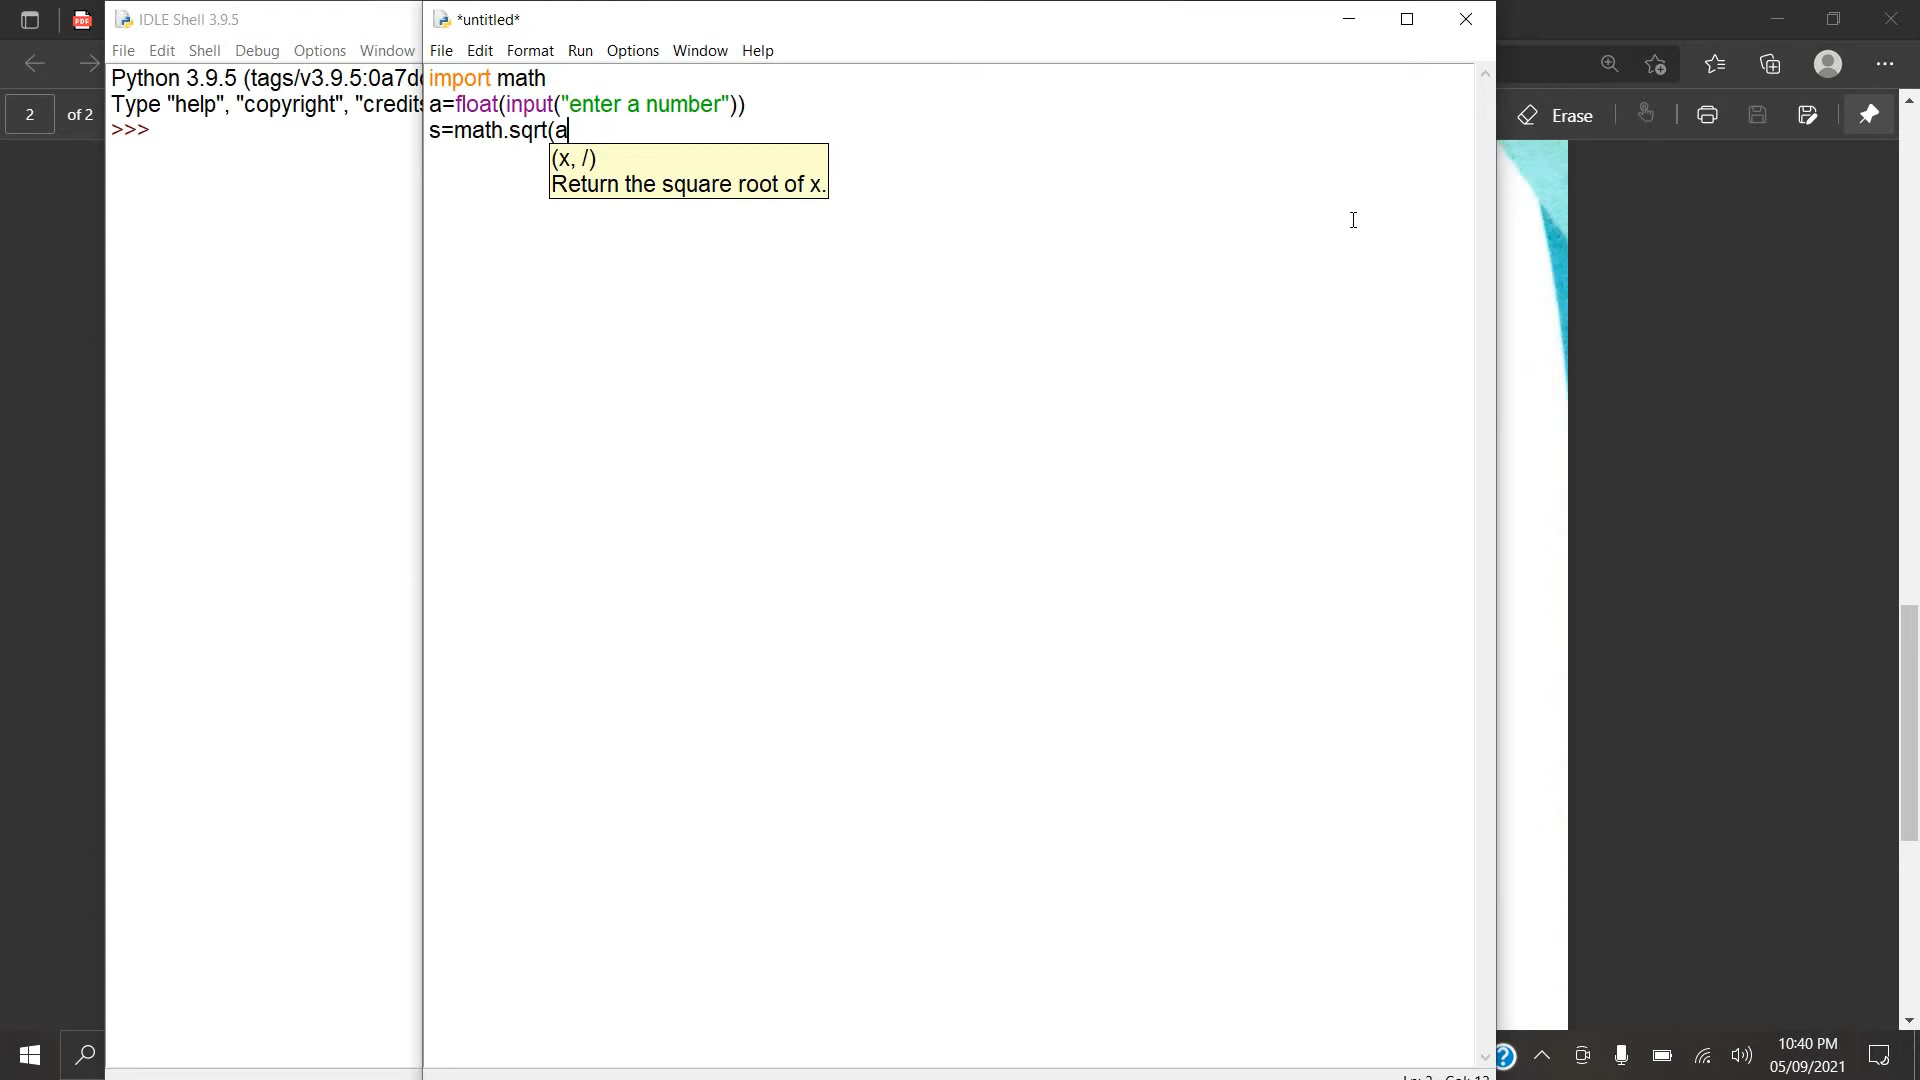 IDLE Shell 3.9.5
File Edit Shell Debug Options Window
Python 3.9.5 (tags/v3.9.5:0a7d
Type "help", "copyright", "credits
>>>
*untitled*
File Edit Format Run Options Window Help
import math
a=float(input("enter a number"))
s=math.sqrt(a
(x, /)
Return the square root of x.
PDF
2 of 2
Erase
10:40 PM
05/09/2021